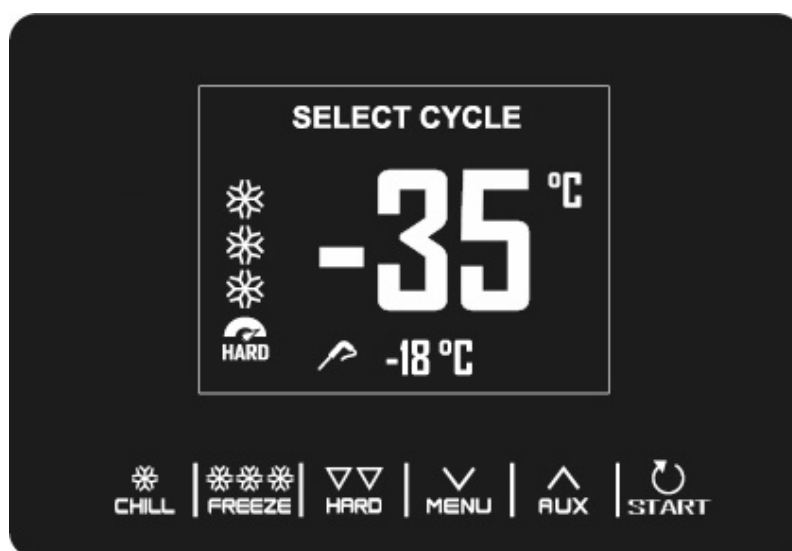 SELECT CYCLE
-35 °C
HARD
-18 °C
CHILL FREEZE HARD MENU AUX START